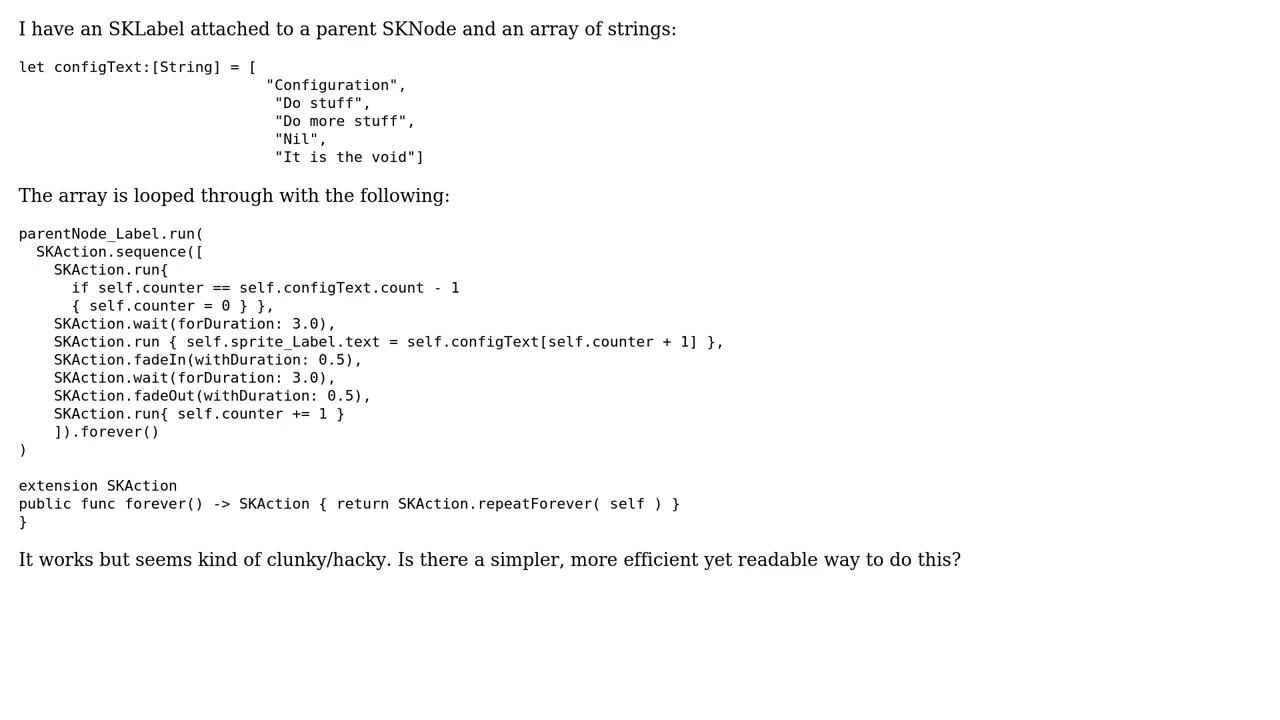 I have an SKLabel attached to a parent SKNode and an array of strings:
let configText:[String] = [
"Configuration",
"Do stuff",
"Do more stuff",
"Nil",
"It is the void"]
The array is looped through with the following:
parentNode_Label.run(
SKAction.sequence([
SKAction.run{
if self.counter == self.configText.count - 1
{ self.counter = 0 } },
SKAction.wait(forDuration: 3.0),
SKAction.run { self.sprite_Label.text = self.configText[self.counter + 1] },
SKAction.fadeIn(withDuration: 0.5),
SKAction.wait(forDuration: 3.0),
SKAction.fadeOut(withDuration: 0.5),
SKAction.run{ self.counter += 1 }
]).forever()
)
extension SKAction
public func forever() -> SKAction { return SKAction.repeatForever( self ) }
}
It works but seems kind of clunky/hacky. Is there a simpler, more efficient yet readable way to do this?